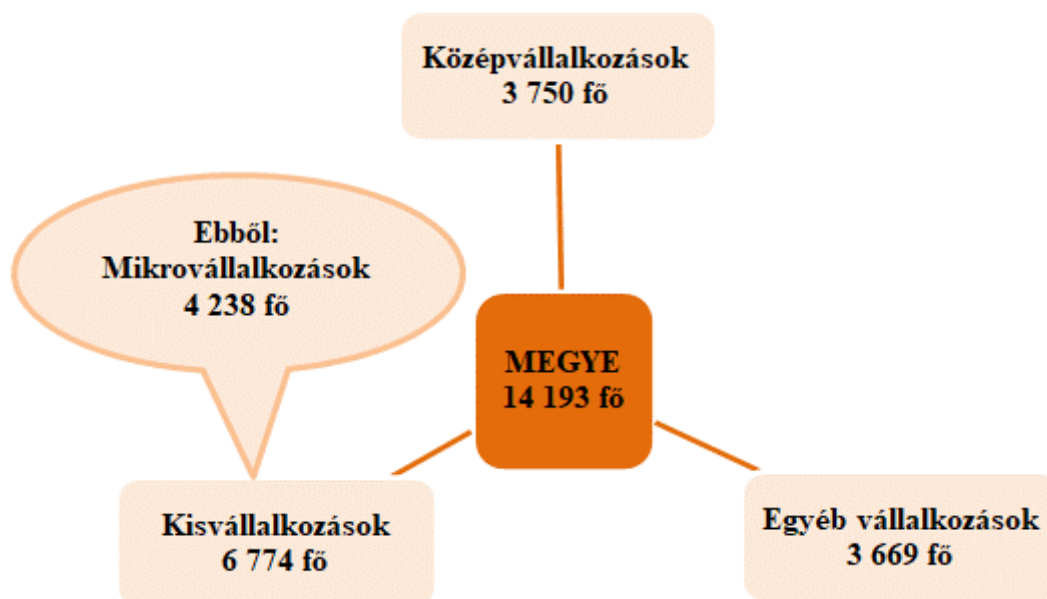 Középvállalkozások
3 750 fő
Ebből:
Mikrovállalkozások
4 238 fő
MEGYE
14 193 fő
Kisvállalkozások
6 774 fő
Egyéb vállalkozások
3 669 fő